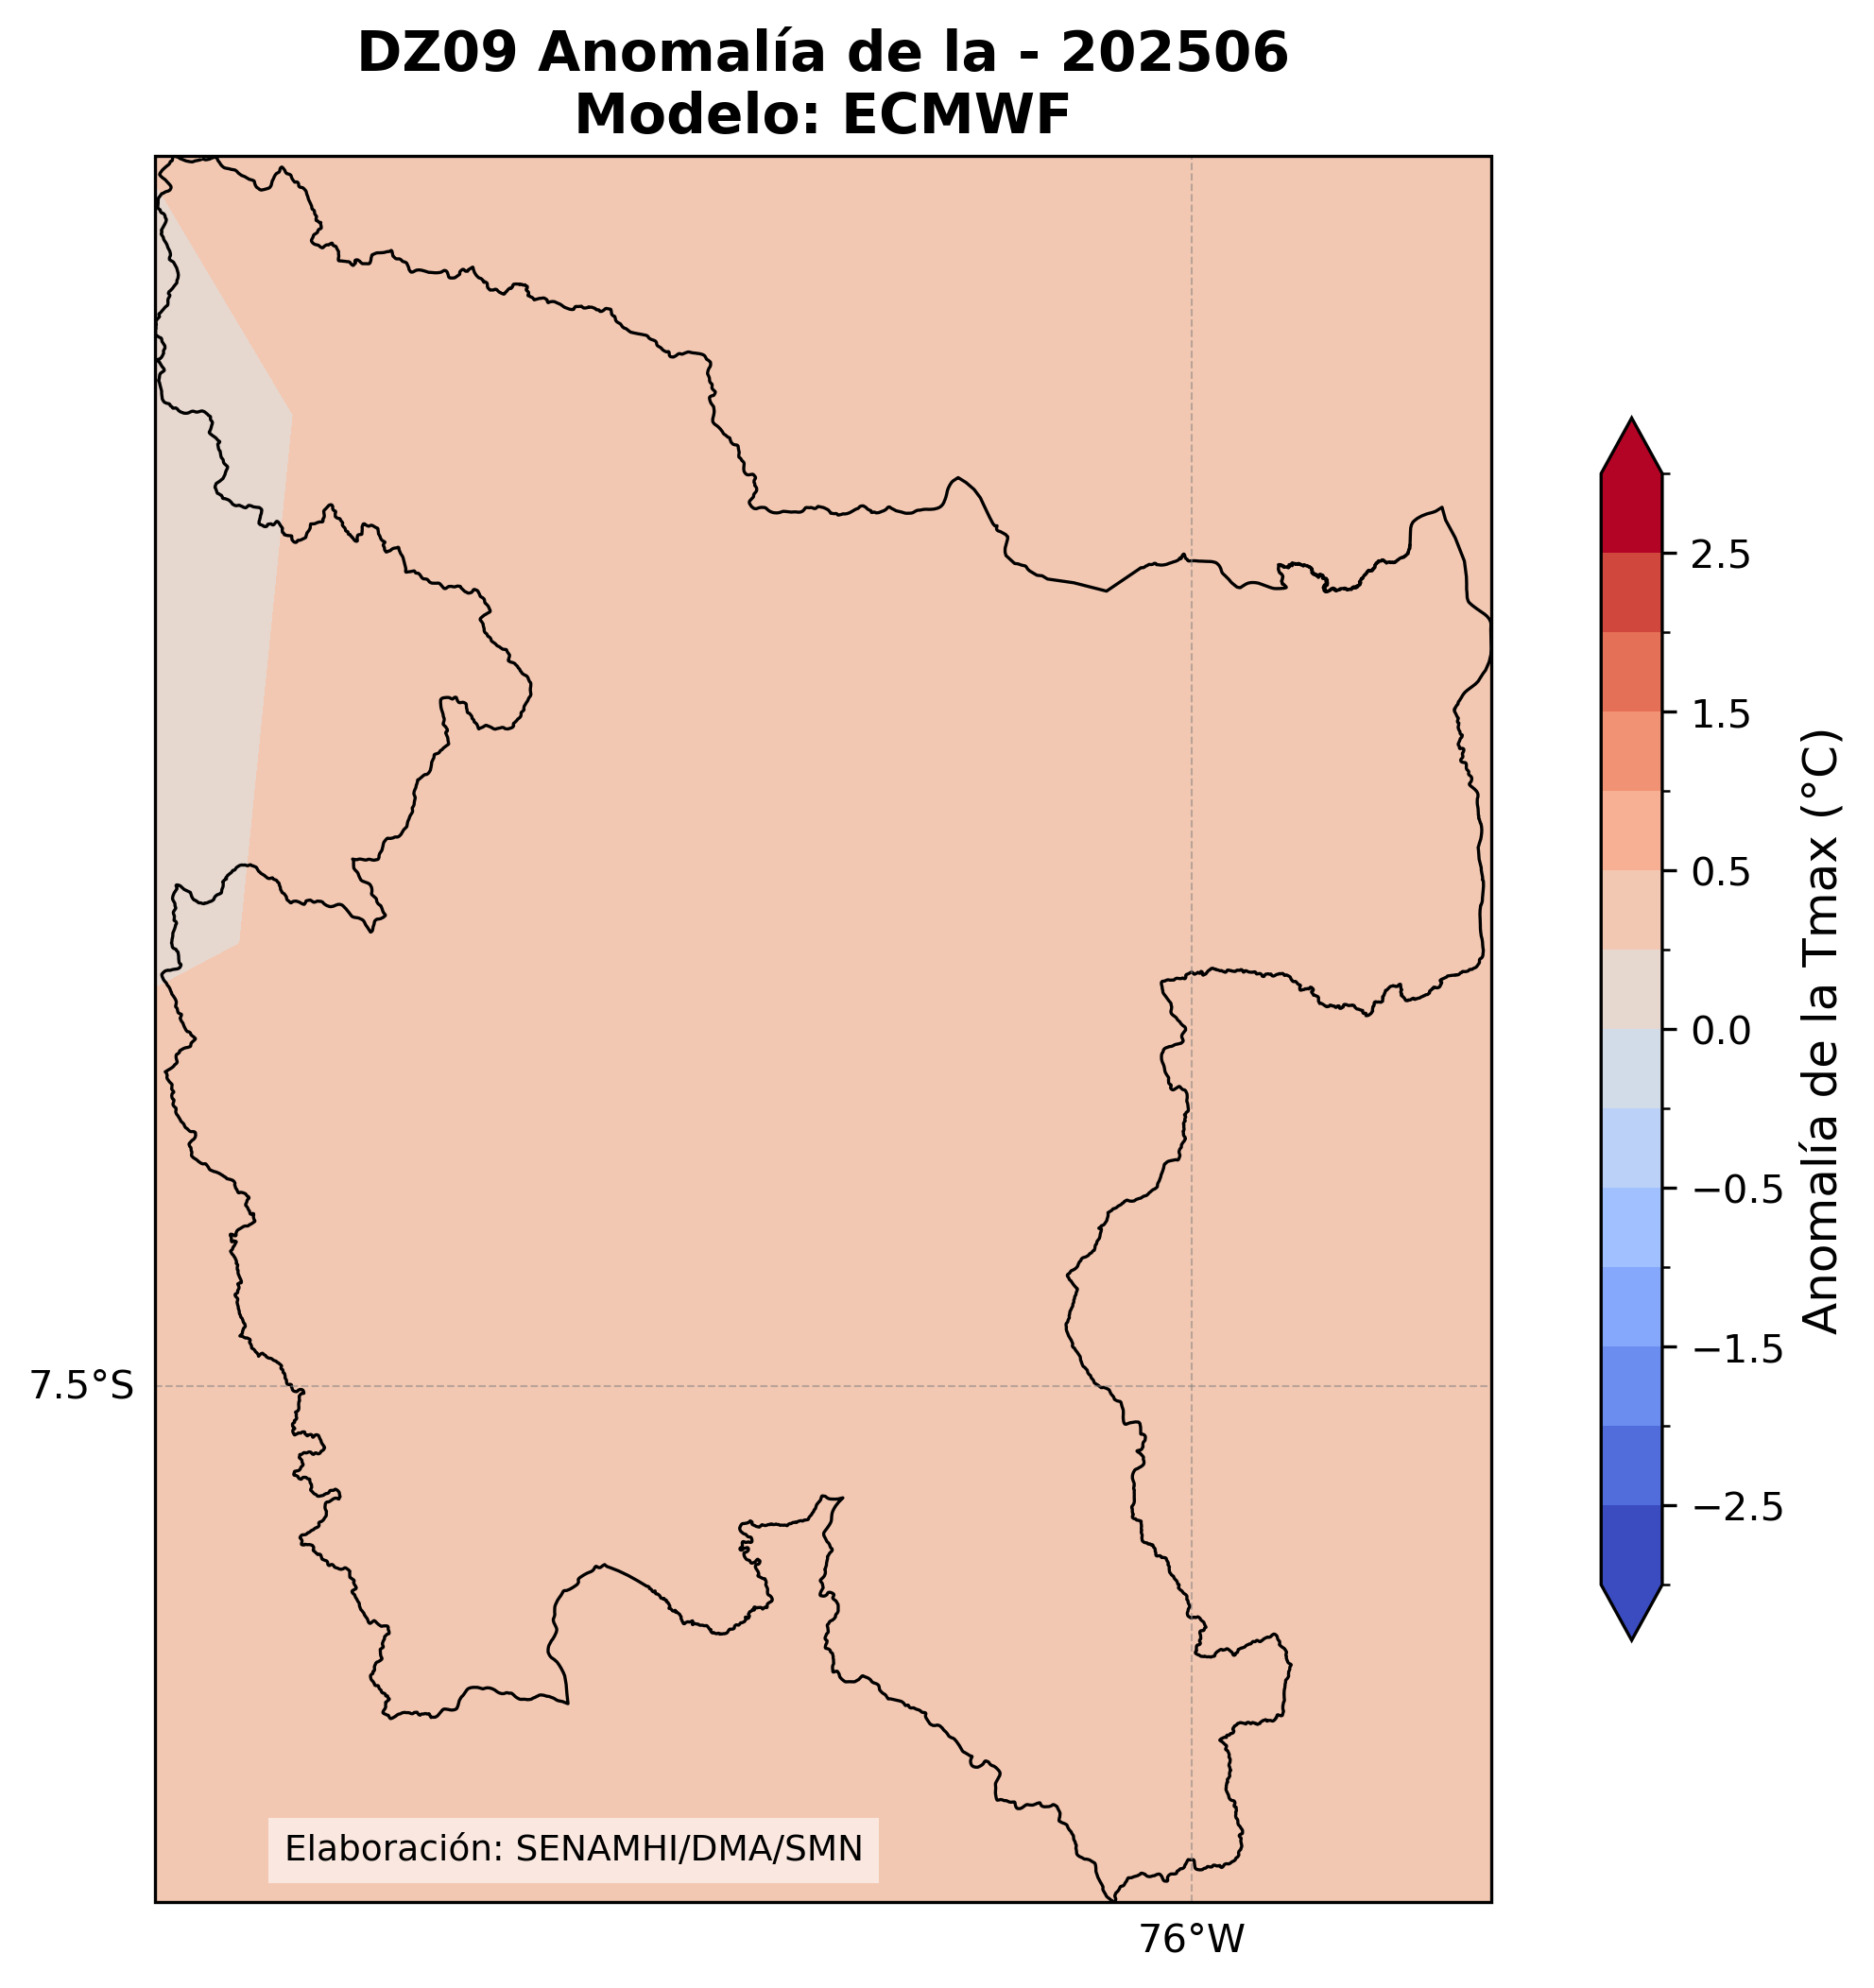 DZ09 Anomalía de la - 202506
Modelo: ECMWF
2.5
1.5
0.5
0.0
−0.5
−1.5
−2.5
Anomalía de la Tmax (°C)
7.5°S
Elaboración: SENAMHI/DMA/SMN
76°W